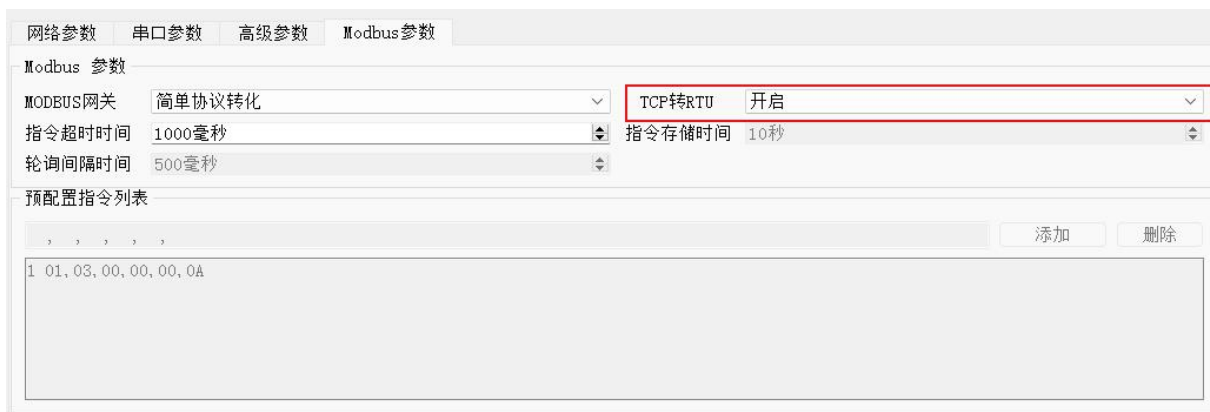 网络参数 串口参数 高级参数 Modbus参数
Modbus 参数
MODBUS网关 简单协议转化 TCP转RTU 开启
指令超时时间 1000毫秒 指令存储时间 10秒
轮询间隔时间 500毫秒
预配置指令列表
, , , , , 添加 删除
1 01,03,00,00,00,0A